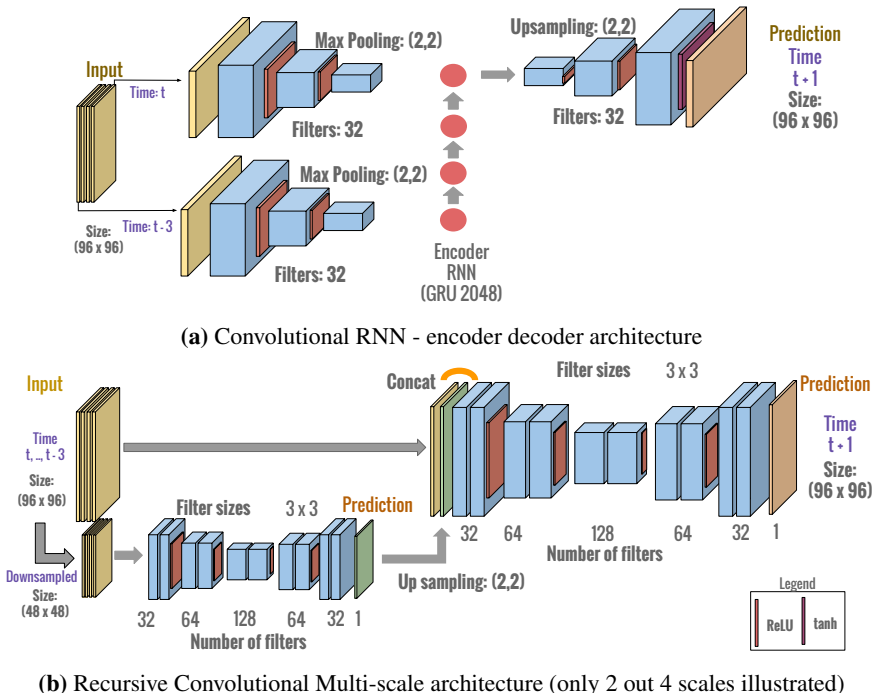 Input
Time: t
Time: t - 3
Size:
(96 x 96)
Max Pooling: (2,2)
Filters: 32
Max Pooling: (2,2)
Filters: 32
Encoder
RNN
(GRU 2048)
Upsampling: (2,2)
Filters: 32
Prediction
Time
t + 1
Size:
(96 x 96)
(a) Convolutional RNN - encoder decoder architecture
Input
Time
t, .., t - 3
Size:
(96 x 96)
Downsampled
Size:
(48 x 48)
Filter sizes 3 x 3
Prediction
32 64 128 64 32 1
Number of filters
Up sampling: (2,2)
Concat
Filter sizes 3 x 3
Prediction
Time
t + 1
Size:
(96 x 96)
32 64 128 64 32 1
Number of filters
Legend
ReLU tanh
(b) Recursive Convolutional Multi-scale architecture (only 2 out 4 scales illustrated)